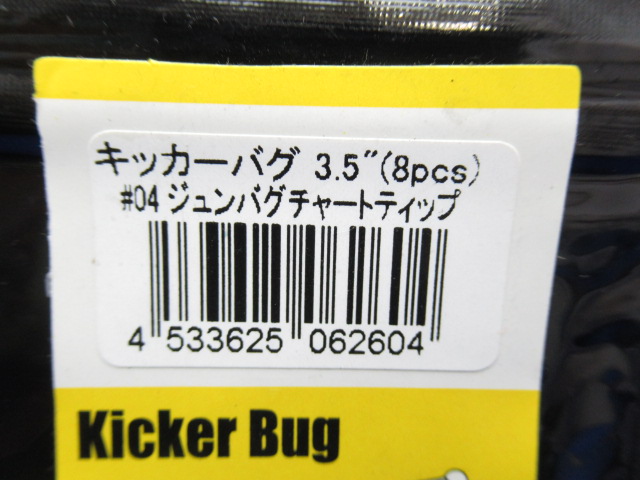 キッカーバグ 3.5"(8pcs)
#04 ジュンバグチャートティップ
4 533625 062604
Kicker Bug